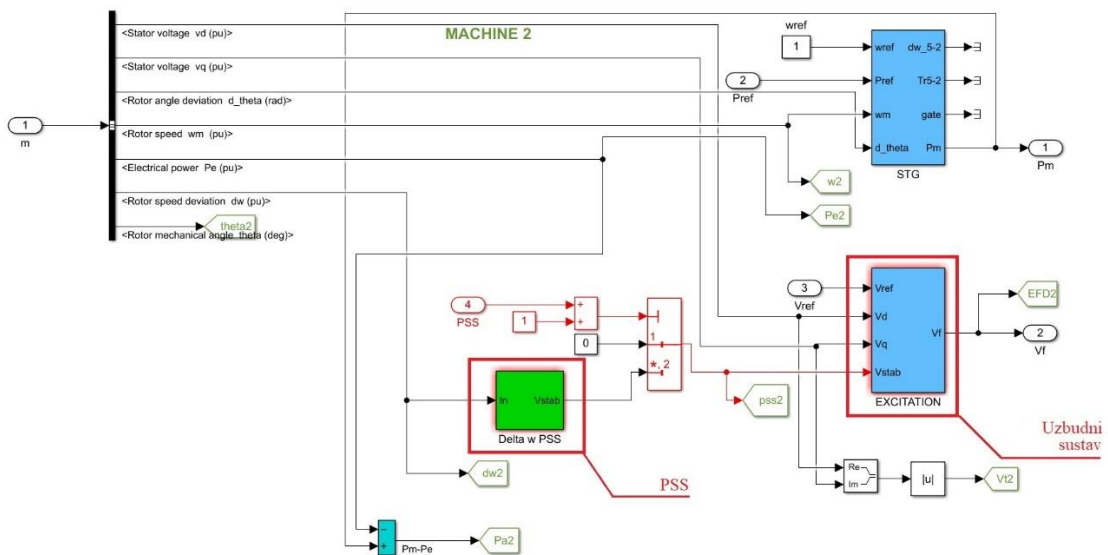 MACHINE 2
<Stator voltage vd (pu)>
<Stator voltage vq (pu)>
<Rotor angle deviation d_theta (rad)>
<Rotor speed wm (pu)>
<Electrical power Pe (pu)>
<Rotor speed deviation dw (pu)>
<Rotor mechanical angle theta (deg)>
1
m
theta2
wref
1
2
Pref
wref
Pref
wm
d_theta
dw_5-2
Tr5-2
gate
Pm
STG
1
Pm
w2
Pe2
3
Vref
Vref
Vd
Vq
Vstab
Vf
EXCITATION
EFD2
2
Vf
4
PSS
1
+
+
0
1
*, 2
In
Vstab
Delta w PSS
pss2
dw2
PSS
Uzbudni
sustav
Re
Im
|u|
Vt2
−
+
Pm-Pe
Pa2